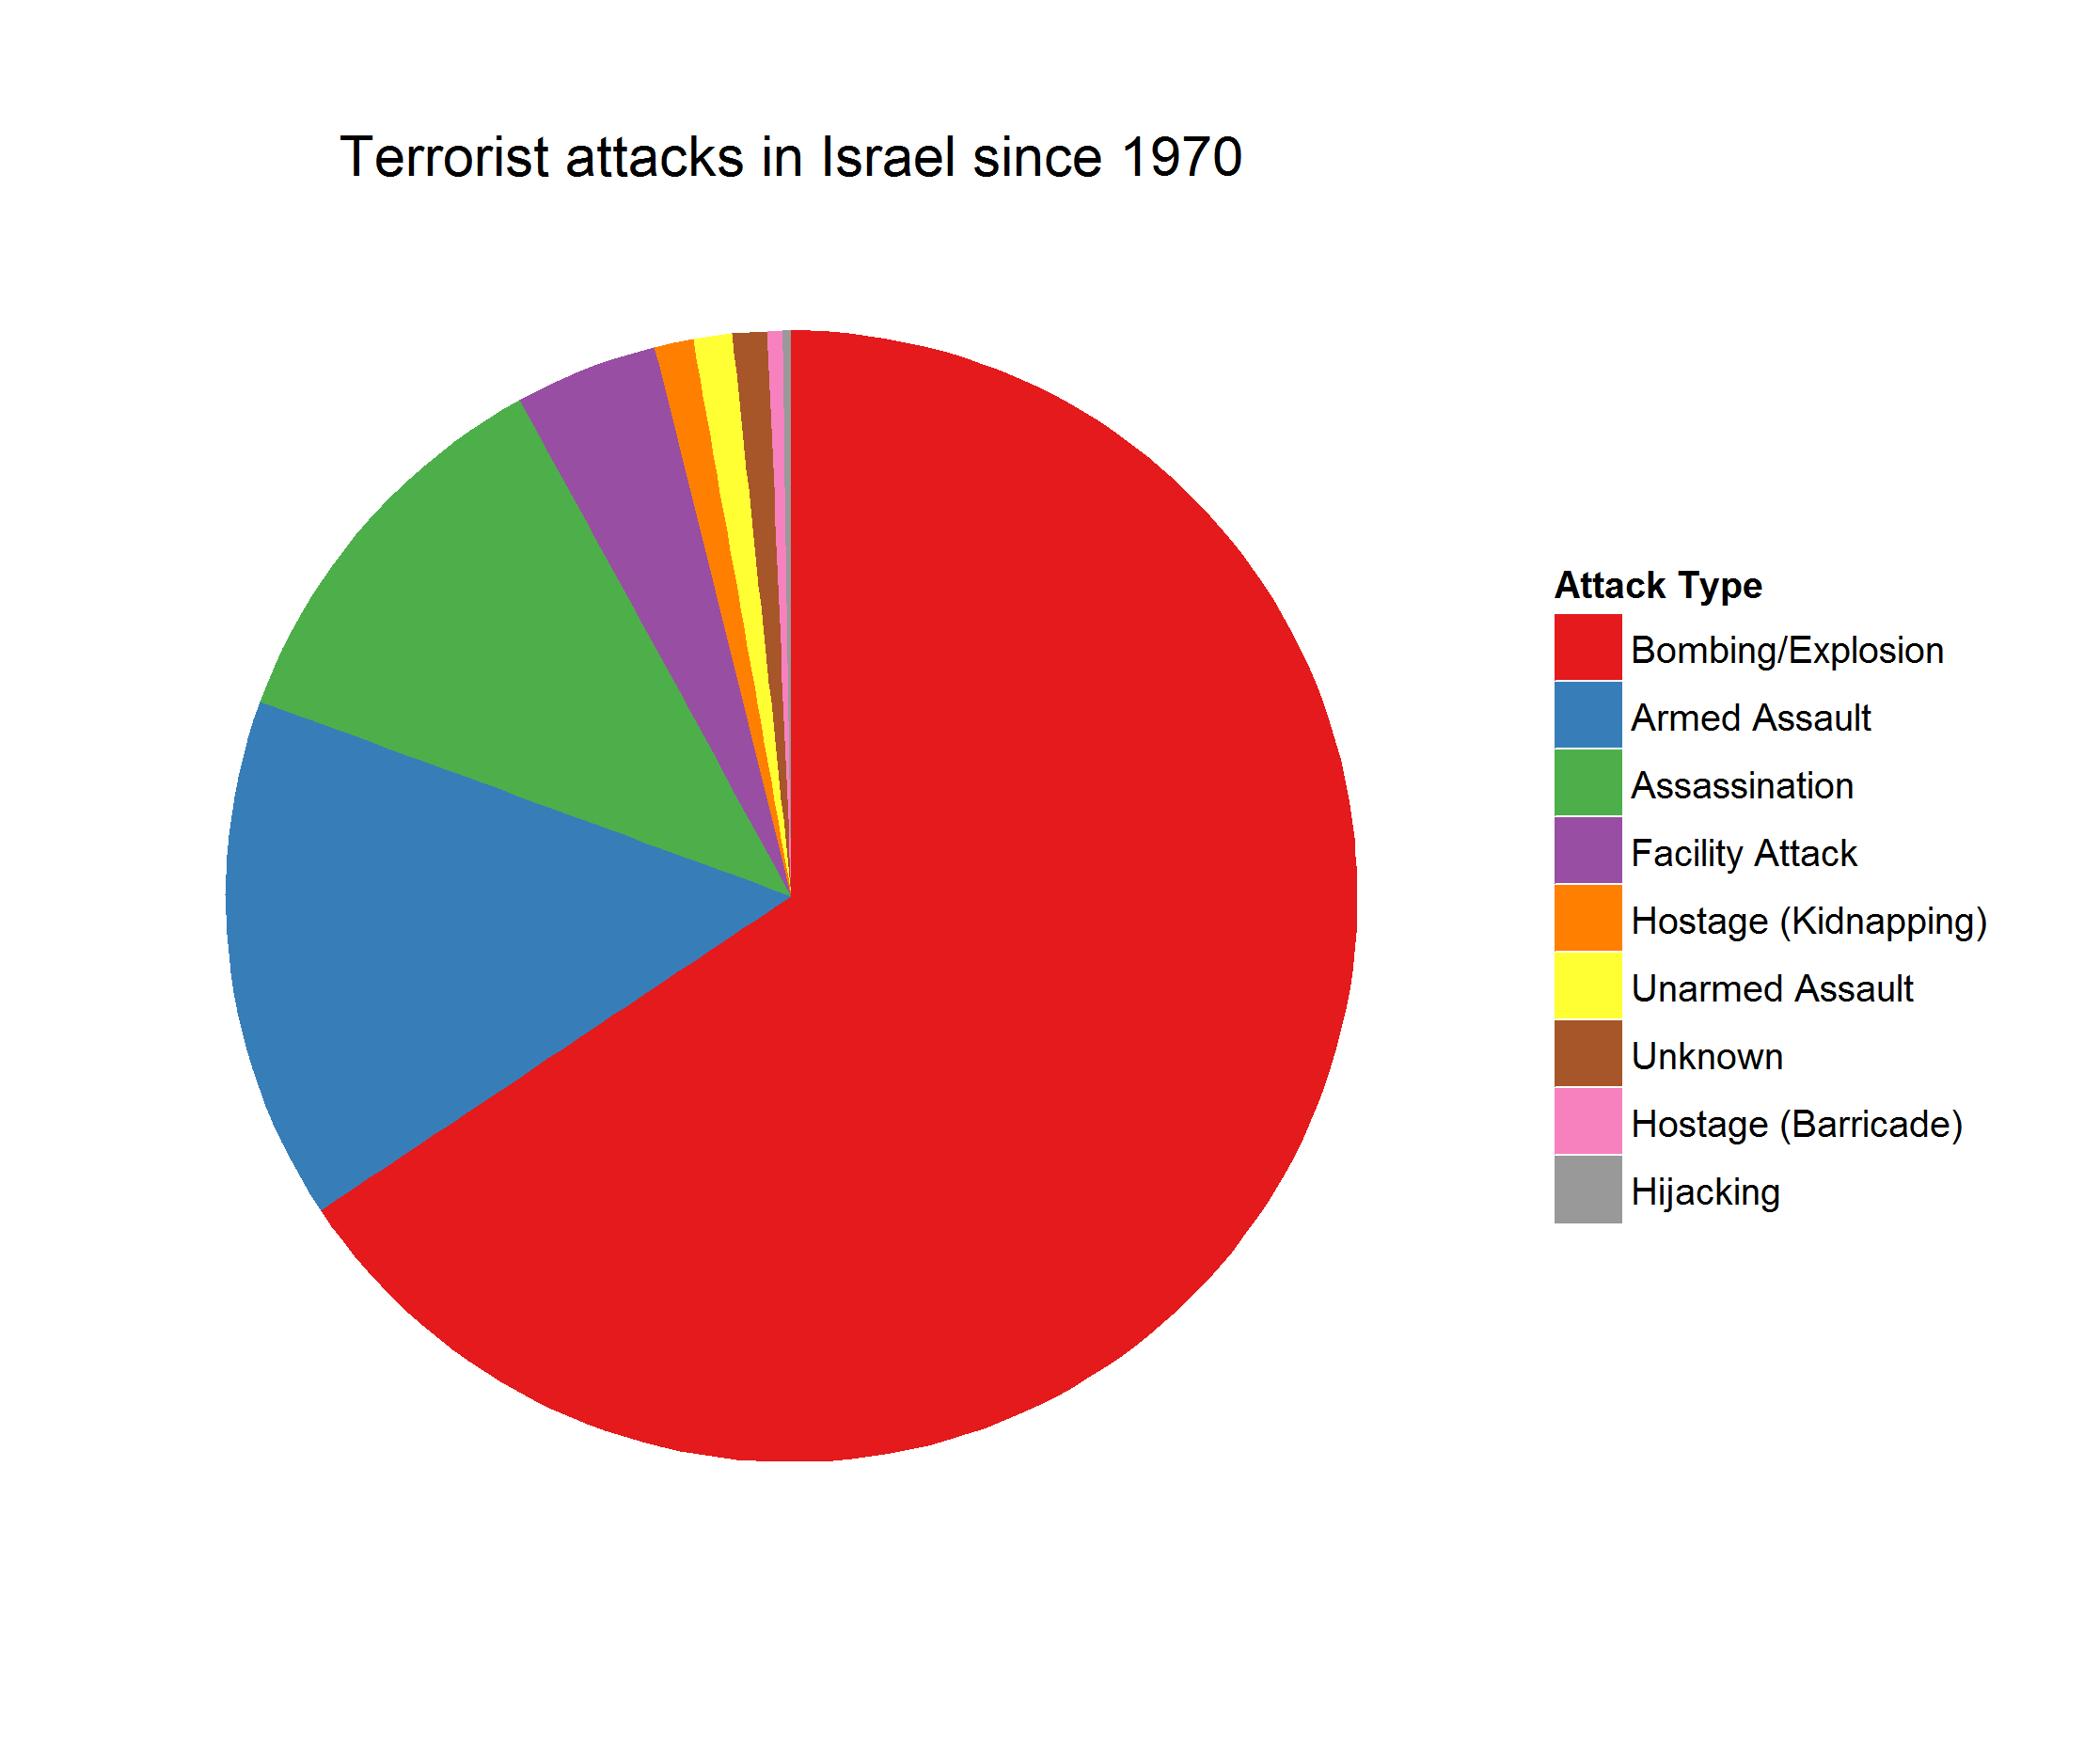 Terrorist attacks in Israel since 1970
Attack Type
Bombing/Explosion
Armed Assault
Assassination
Facility Attack
Hostage (Kidnapping)
Unarmed Assault
Unknown
Hostage (Barricade)
Hijacking